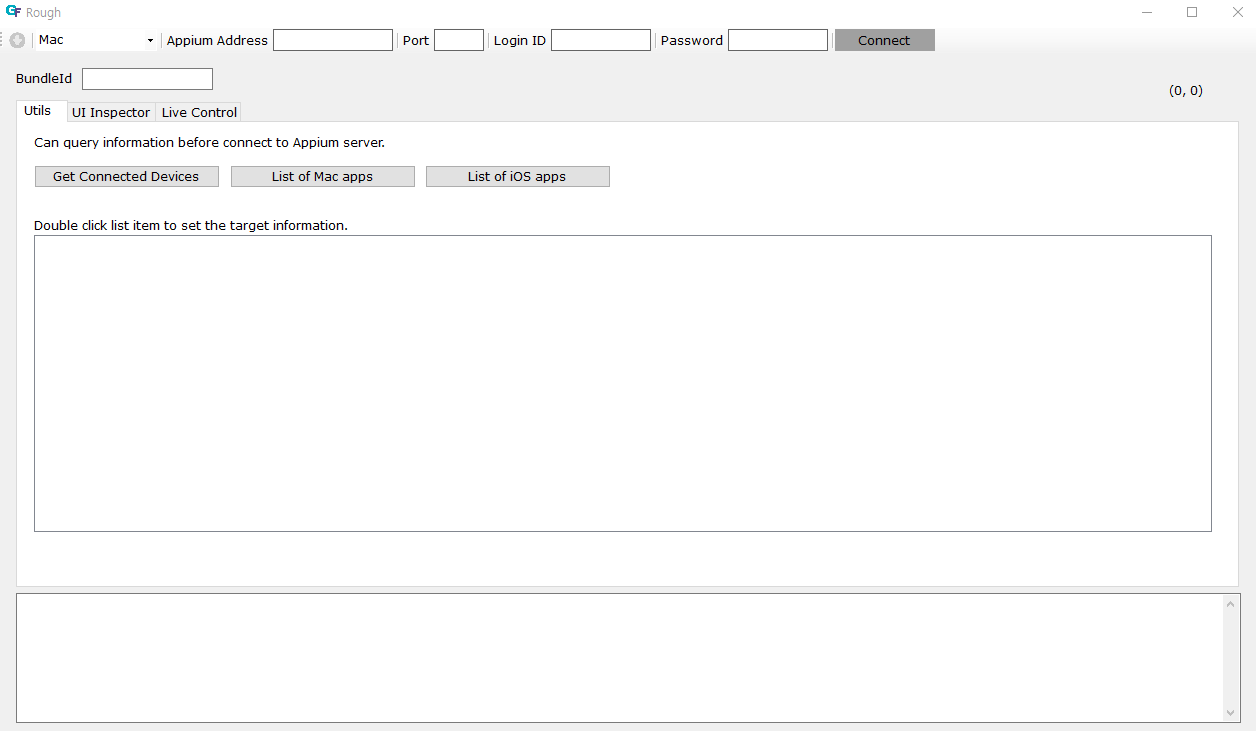 Rough
Mac Appium Address Port Login ID Password Connect
BundleId
(0, 0)
Utils UI Inspector Live Control
Can query information before connect to Appium server.
Get Connected Devices List of Mac apps List of iOS apps
Double click list item to set the target information.